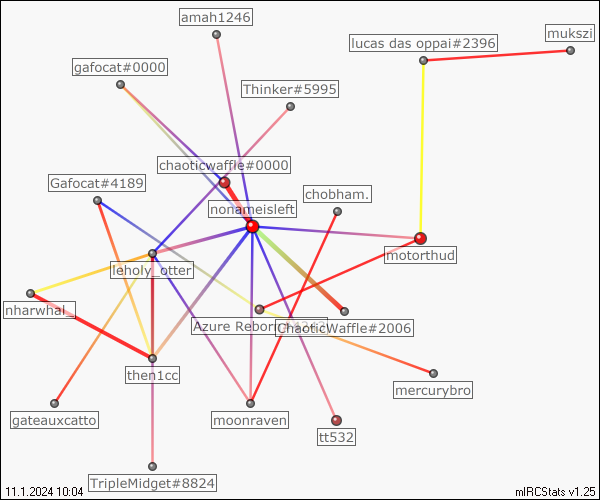 amah1246
mukszi
lucas das oppai#2396
gafocat#0000
Thinker#5995
chaoticwaffle#0000
Gafocat#4189
chobham.
nonameisleft
motorthud
leholy_otter
nharwhal_
Azure Rebori
ChaoticWaffle#2006
then1cc
mercurybro
gateauxcatto
moonraven
tt532
TripleMidget#8824
11.1.2024 10:04
mIRCStats v1.25